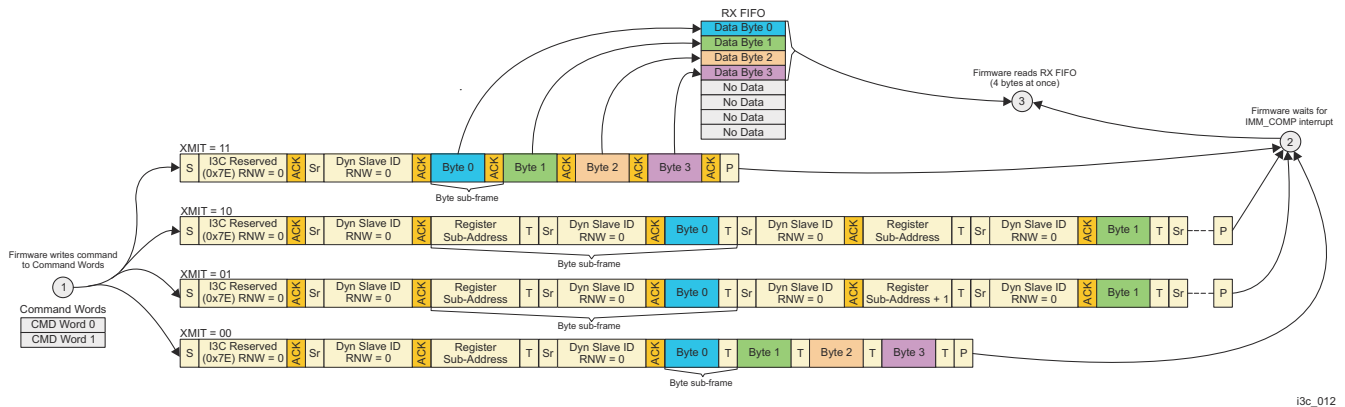 RX FIFO
Data Byte 0
Data Byte 1
Data Byte 2
Data Byte 3
No Data
No Data
No Data
No Data
Firmware reads RX FIFO
(4 bytes at once)
3
Firmware waits for
IMM_COMP interrupt
2
XMIT = 11
S I3C Reserved (0x7E) RNW = 0 ACK Sr Dyn Slave ID RNW = 0 ACK Byte 0 ACK Byte 1 ACK Byte 2 ACK Byte 3 ACK P
Byte sub-frame
XMIT = 10
S I3C Reserved (0x7E) RNW = 0 ACK Sr Dyn Slave ID RNW = 0 ACK Register Sub-Address T Sr Dyn Slave ID RNW = 0 ACK Byte 0 T Sr Dyn Slave ID RNW = 0 ACK Register Sub-Address T Sr Dyn Slave ID RNW = 0 ACK Byte 1 T Sr P
Byte sub-frame
Firmware writes command
to Command Words
1
Command Words
CMD Word 0
CMD Word 1
XMIT = 01
S I3C Reserved (0x7E) RNW = 0 ACK Sr Dyn Slave ID RNW = 0 ACK Register Sub-Address T Sr Dyn Slave ID RNW = 0 ACK Byte 0 T Sr Dyn Slave ID RNW = 0 ACK Register Sub-Address + 1 T Sr Dyn Slave ID RNW = 0 ACK Byte 1 T Sr P
Byte sub-frame
XMIT = 00
S I3C Reserved (0x7E) RNW = 0 ACK Sr Dyn Slave ID RNW = 0 ACK Register Sub-Address T Sr Dyn Slave ID RNW = 0 ACK Byte 0 T Byte 1 T Byte 2 T Byte 3 T P
Byte sub-frame
i3c_012